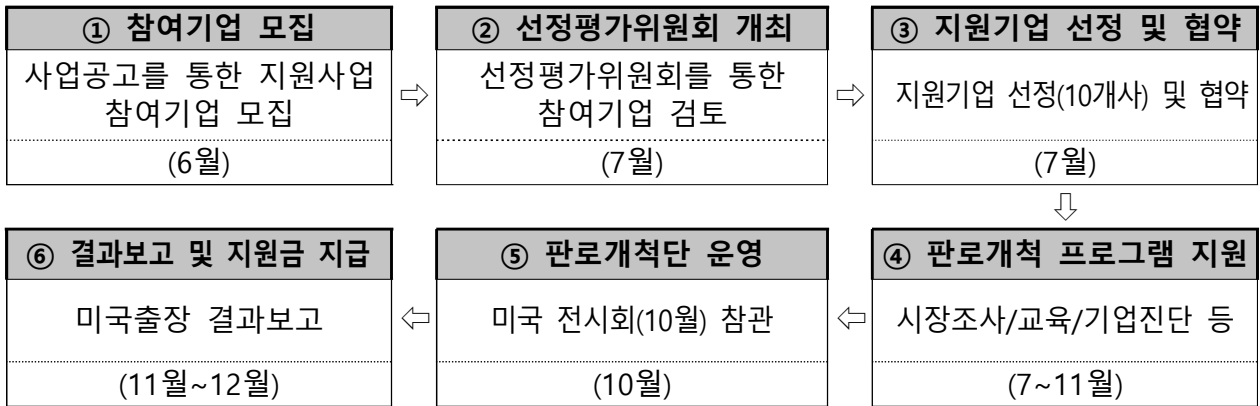 ① 참여기업 모집
사업공고를 통한 지원사업
참여기업 모집
(6월)
⇨
② 선정평가위원회 개최
선정평가위원회를 통한
참여기업 검토
(7월)
⇨
③ 지원기업 선정 및 협약
지원기업 선정(10개사) 및 협약
(7월)
⇩
④ 판로개척 프로그램 지원
시장조사/교육/기업진단 등
(7~11월)
⇦
⑤ 판로개척단 운영
미국 전시회(10월) 참관
(10월)
⇦
⑥ 결과보고 및 지원금 지급
미국출장 결과보고
(11월~12월)